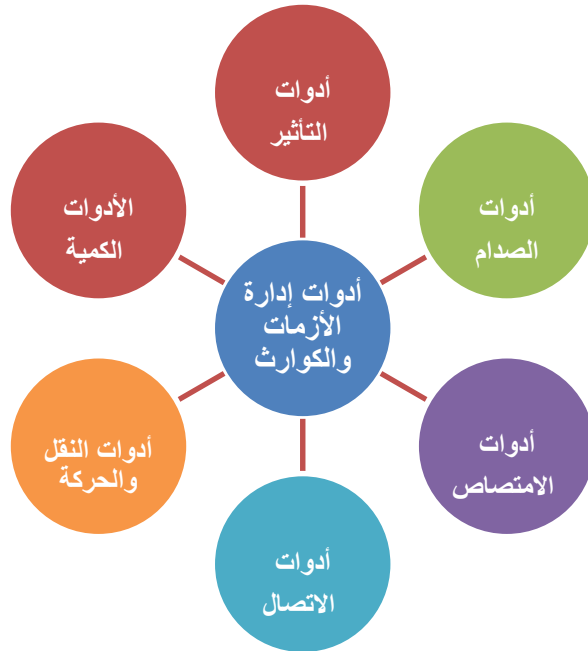 أدوات
التأثير
أدوات
الصدام
أدوات
الامتصاص
أدوات
الاتصال
أدوات النقل
والحركة
الأدوات
الكمية
أدوات إدارة
الأزمات
والكوارث